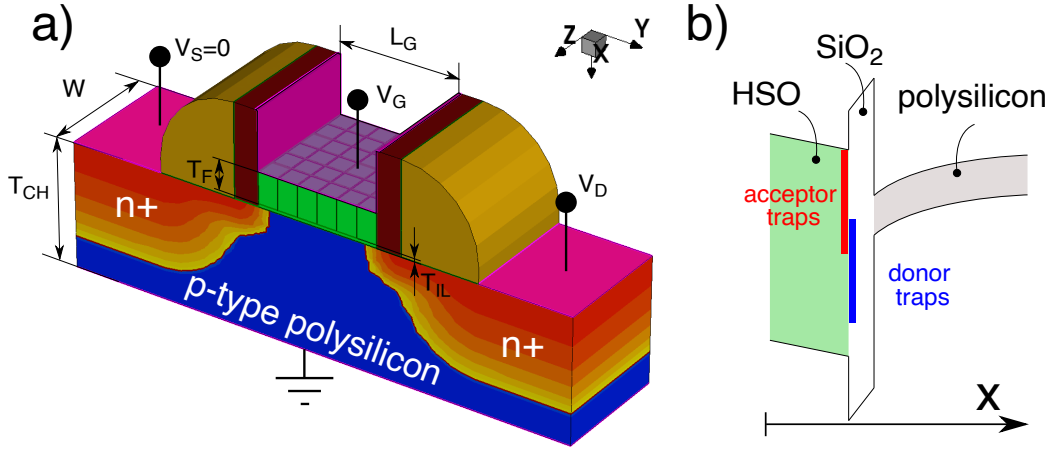 a)
V_S=0
L_G
Z
Y
X
W
V_G
T_F
T_CH
n+
V_D
T_IL
p-type polysilicon
n+
b)
SiO₂
HSO
polysilicon
acceptor
traps
donor
traps
X